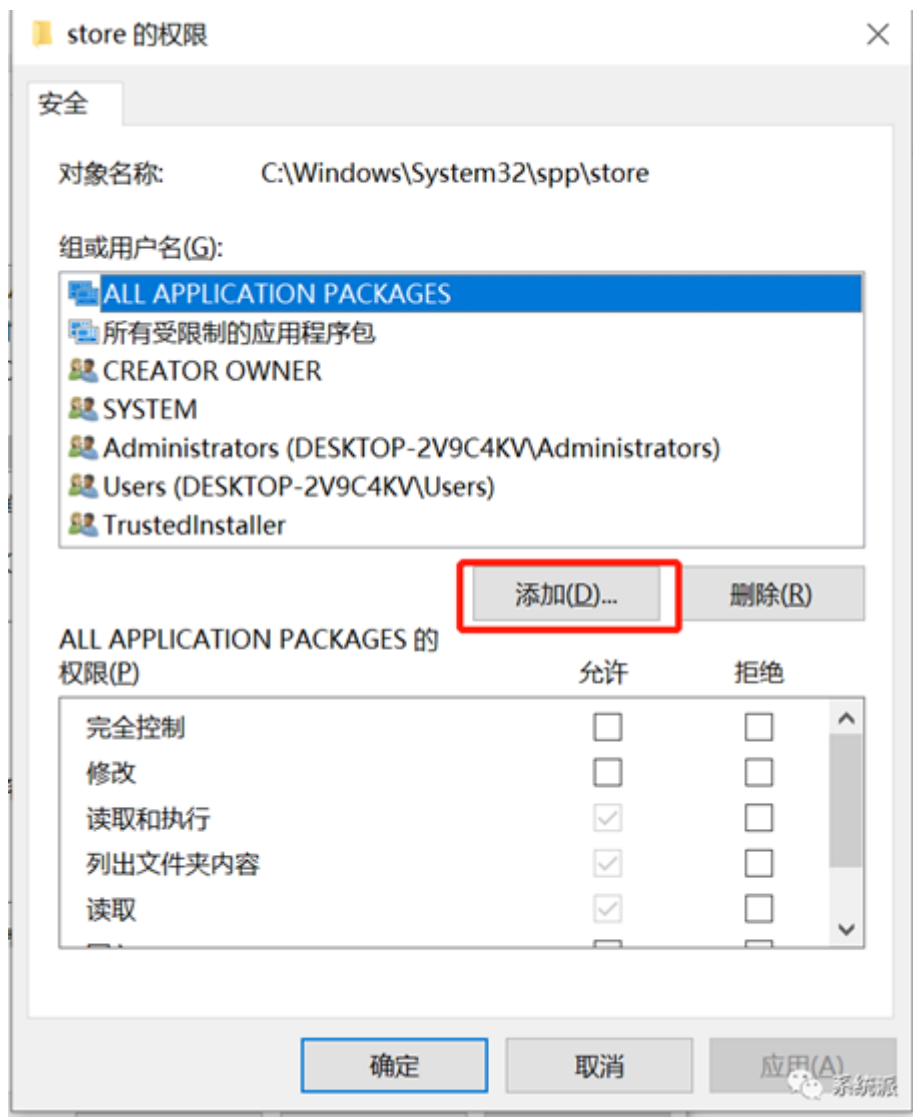 store 的权限
安全
对象名称: C:\Windows\System32\spp\store
组或用户名(G):
ALL APPLICATION PACKAGES
所有受限制的应用程序包
CREATOR OWNER
SYSTEM
Administrators (DESKTOP-2V9C4KV\Administrators)
Users (DESKTOP-2V9C4KV\Users)
TrustedInstaller
添加(D)... 删除(R)
ALL APPLICATION PACKAGES 的
权限(P) 允许 拒绝
完全控制
修改
读取和执行
列出文件夹内容
读取
确定 取消 应用(A)
系统派